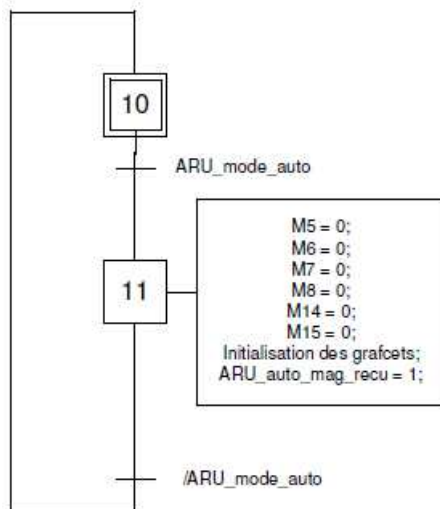 10
ARU_mode_auto
11
M5 = 0;
M6 = 0;
M7 = 0;
M8 = 0;
M14 = 0;
M15 = 0;
Initialisation des grafcets;
ARU_auto_mag_recu = 1;
/ARU_mode_auto